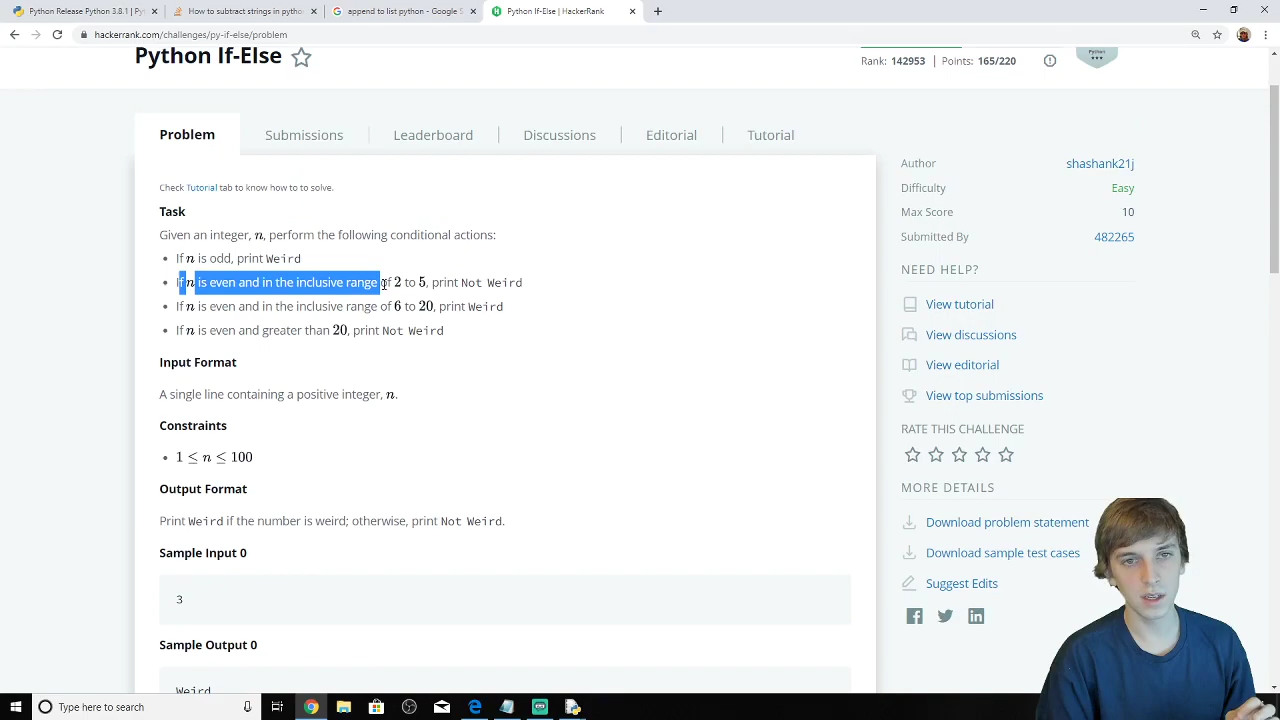 Python Release Python 3.8.1 | Py
How to subtract strings in pytho
append to list python - Google S
Python If-Else | HackerRank
hackerrank.com/challenges/py-if-else/problem
Python If-Else
Rank: 142953 | Points: 165/220
Python
Problem
Submissions
Leaderboard
Discussions
Editorial
Tutorial
Check Tutorial tab to know how to to solve.
Task
Given an integer, n, perform the following conditional actions:
• If n is odd, print Weird
• If n is even and in the inclusive range of 2 to 5, print Not Weird
• If n is even and in the inclusive range of 6 to 20, print Weird
• If n is even and greater than 20, print Not Weird
Input Format
A single line containing a positive integer, n.
Constraints
• 1 ≤ n ≤ 100
Output Format
Print Weird if the number is weird; otherwise, print Not Weird.
Sample Input 0
3
Sample Output 0
Weird
Author shashank21j
Difficulty Easy
Max Score 10
Submitted By 482265
NEED HELP?
View tutorial
View discussions
View editorial
View top submissions
RATE THIS CHALLENGE
MORE DETAILS
Download problem statement
Download sample test cases
Suggest Edits
Type here to search